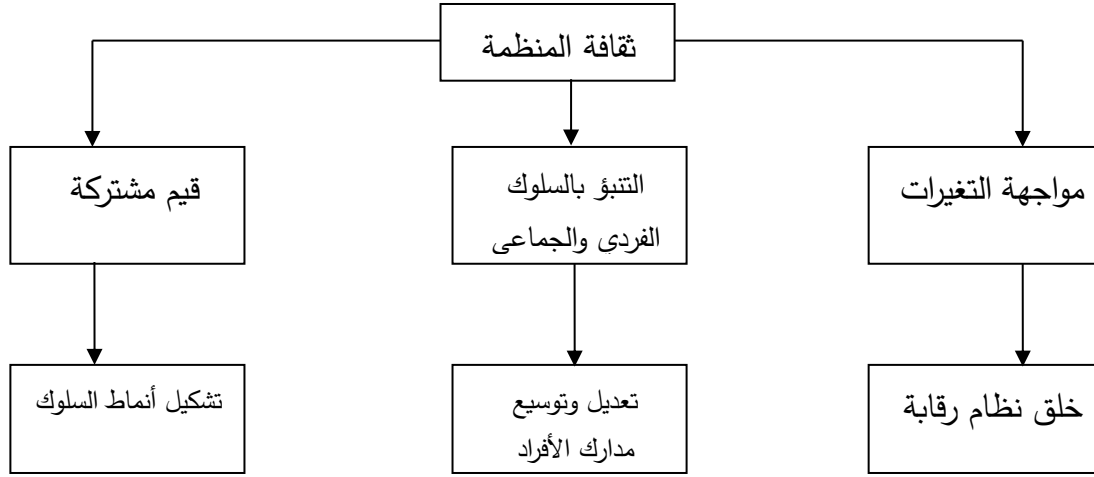 ثقافة المنظمة
مواجهة التغيرات
التنبؤ بالسلوك
الفردي والجماعى
قيم مشتركة
خلق نظام رقابة
تعديل وتوسيع
مدارك الأفراد
تشكيل أنماط السلوك